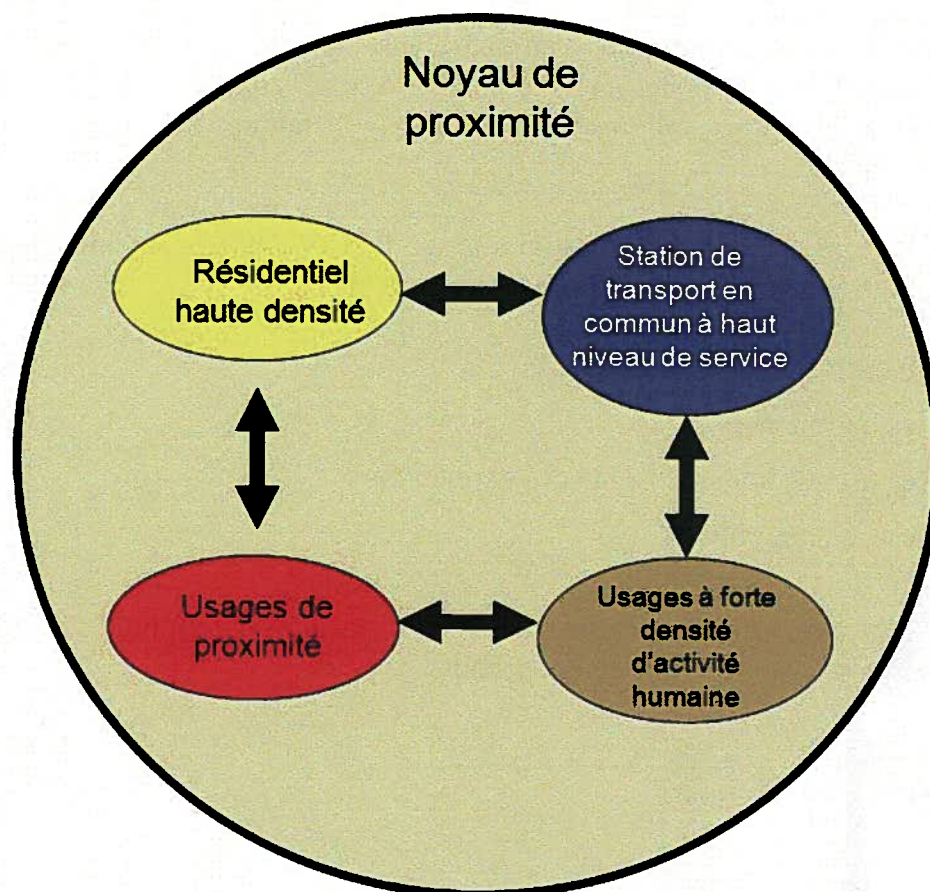 Noyau de
proximité
Résidentiel
haute densité
Station de
transport en
commun à haut
niveau de service
Usages de
proximité
Usages à forte
densité
d'activité
humaine